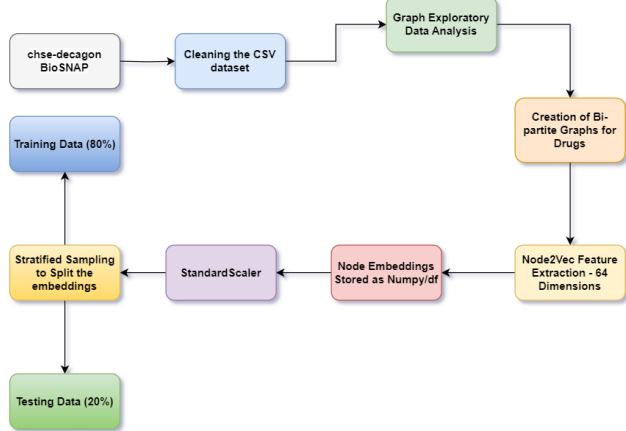 chse-decagon
BioSNAP
Cleaning the CSV
dataset
Graph Exploratory
Data Analysis
Creation of Bi-
partite Graphs for
Drugs
Node2Vec Feature
Extraction - 64
Dimensions
Node Embeddings
Stored as Numpy/df
StandardScaler
Stratified Sampling
to Split the
embeddings
Training Data (80%)
Testing Data (20%)